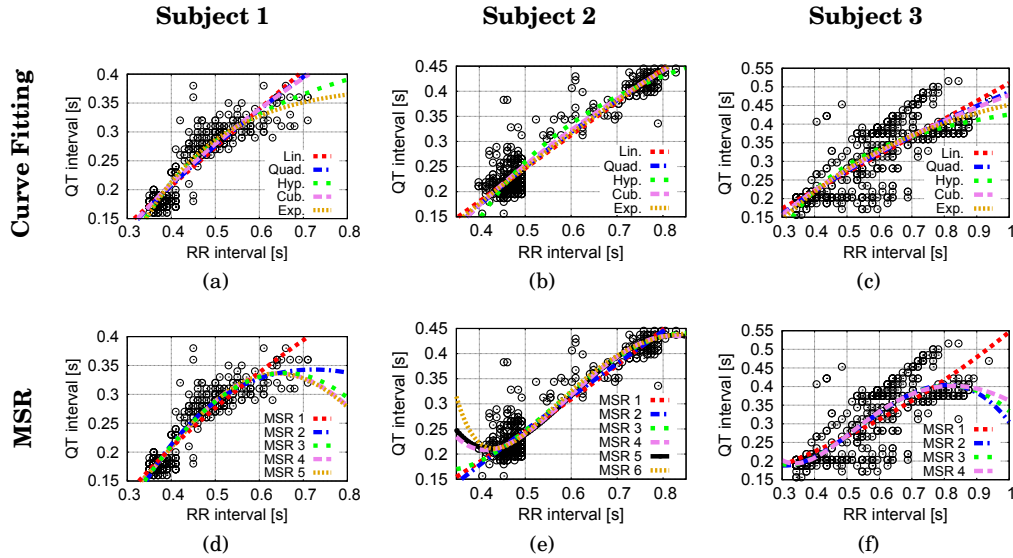 Subject 1
Subject 2
Subject 3
Curve Fitting
QT interval [s]
0.4
0.35
0.3
0.25
0.2
0.15
Lin.
Quad.
Hyp.
Cub.
Exp.
0.3 0.4 0.5 0.6 0.7 0.8
RR interval [s]
(a)
QT interval [s]
0.45
0.4
0.35
0.3
0.25
0.2
0.15
Lin.
Quad.
Hyp.
Cub.
Exp.
0.4 0.5 0.6 0.7 0.8
RR interval [s]
(b)
QT interval [s]
0.55
0.5
0.45
0.4
0.35
0.3
0.25
0.2
0.15
Lin.
Quad.
Hyp.
Cub.
Exp.
0.3 0.4 0.5 0.6 0.7 0.8 0.9 1
RR interval [s]
(c)
MSR
QT interval [s]
0.4
0.35
0.3
0.25
0.2
0.15
MSR 1
MSR 2
MSR 3
MSR 4
MSR 5
0.3 0.4 0.5 0.6 0.7 0.8
RR interval [s]
(d)
QT interval [s]
0.45
0.4
0.35
0.3
0.25
0.2
0.15
MSR 1
MSR 2
MSR 3
MSR 4
MSR 5
MSR 6
0.4 0.5 0.6 0.7 0.8
RR interval [s]
(e)
QT interval [s]
0.55
0.5
0.45
0.4
0.35
0.3
0.25
0.2
0.15
MSR 1
MSR 2
MSR 3
MSR 4
0.3 0.4 0.5 0.6 0.7 0.8 0.9 1
RR interval [s]
(f)